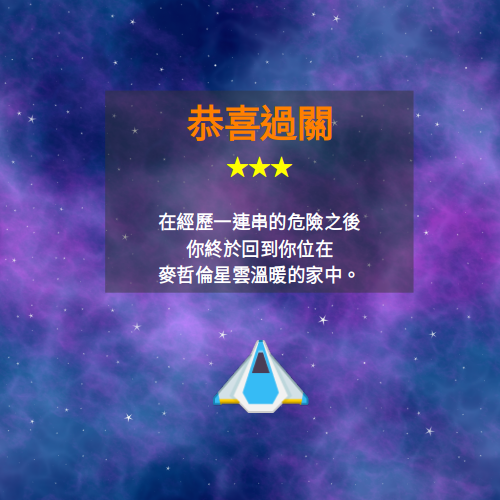 恭喜過關
★★★
在經歷一連串的危險之後
你終於回到你位在
麥哲倫星雲溫暖的家中。